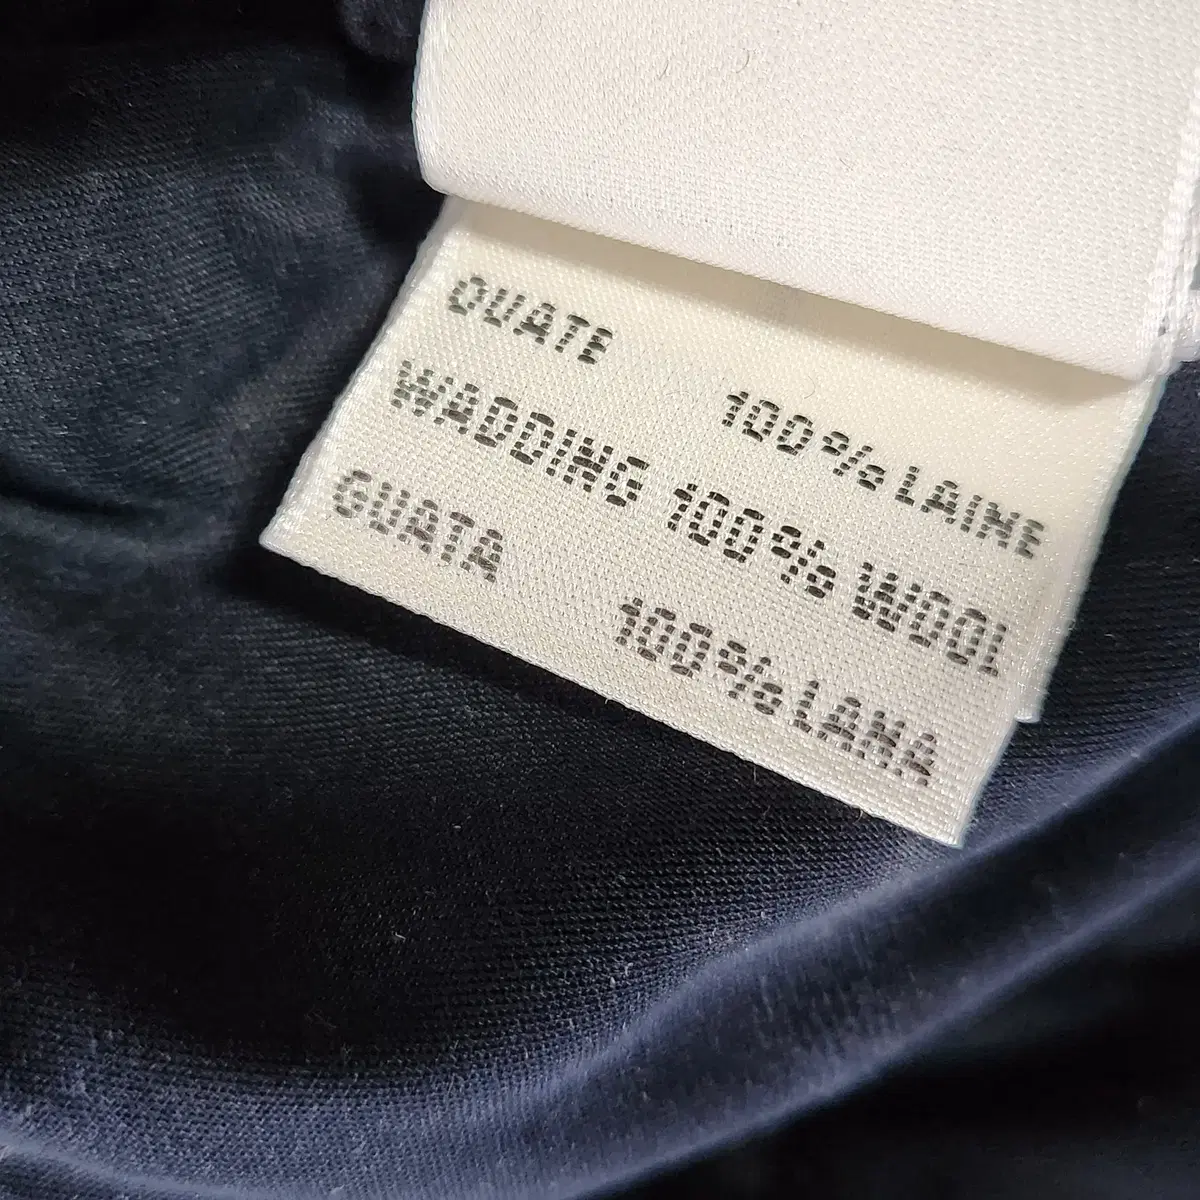 OUATE 100% LAINE
WADDING 100% WOOL
GUATA 100% LANA